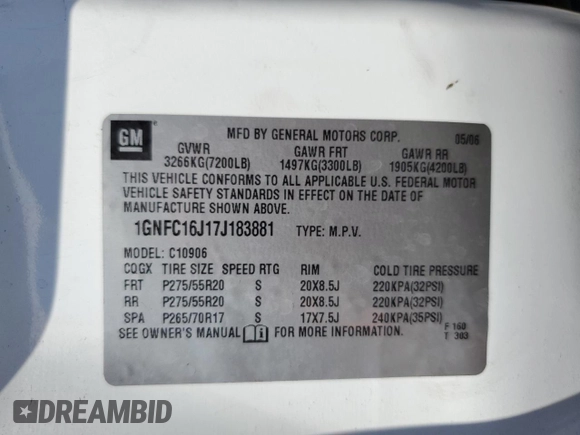 GM
MFD BY GENERAL MOTORS CORP. 05/06
GVWR GAWR FRT GAWR RR
3266KG(7200LB) 1497KG(3300LB) 1905KG(4200LB)
THIS VEHICLE CONFORMS TO ALL APPLICABLE U.S. FEDERAL MOTOR
VEHICLE SAFETY STANDARDS IN EFFECT ON THE DATE OF
MANUFACTURE SHOWN ABOVE.
1GNFC16J17J183881 TYPE: M.P.V.
MODEL: C10906
CQGX TIRE SIZE SPEED RTG RIM COLD TIRE PRESSURE
FRT P275/55R20 S 20X8.5J 220KPA(32PSI)
RR P275/55R20 S 20X8.5J 220KPA(32PSI)
SPA P265/70R17 S 17X7.5J 240KPA(35PSI)
SEE OWNER'S MANUAL FOR MORE INFORMATION. F 160
T 303
DREAMBID